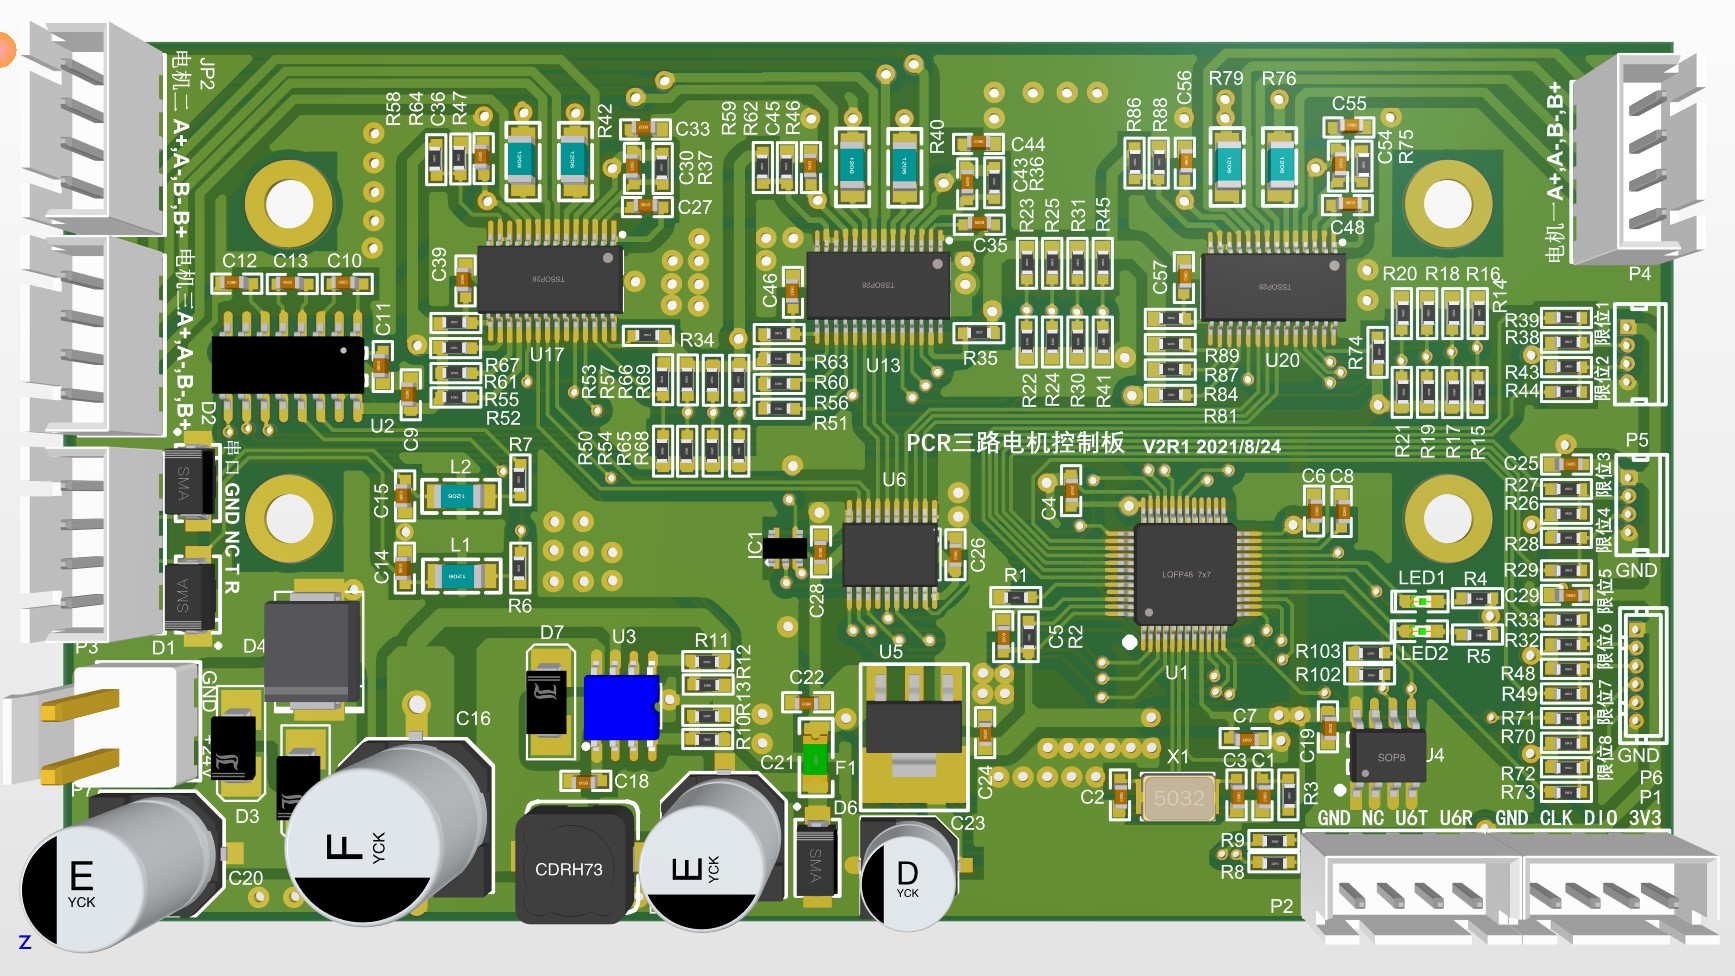 JP2
电机二 A+,A-,B-,B+
R58
R64
C36
R47
R42
C33
C30
R37
C27
R59
R62
C45
R46
R40
C44
C43
R36
C35
R86
R88
C56
R79
R76
C55
C54
R75
C48
电机一A+,A-,B-,B+
P4
R23
R25
R31
R45
C12
C13
C10
C39
TSSOP28
U17
C46
TSSOP28
U13
C57
TSSOP28
U20
R20
R18
R16
R14
电机三A+,A-,B-,B+
C11
U2
C9
R67
R61
R55
R52
R34
R53
R57
R66
R69
R63
R60
R56
R51
R35
R22
R24
R30
R41
R89
R87
R84
R81
R74
R39
R38
R43
R44
限位1
限位2
R21
R19
R17
R15
R50
R54
R65
R68
PCR三路电机控制板 V2R1 2021/8/24
D2
串口 GND NC T R
SMA
SMA
C15
C14
L2
1206
L1
1206
R7
R6
U6
IC1
C28
C26
C4
LQFP48 7x7
U1
C6
C8
P5
C25
R27
R26
R28
限位3
限位4
GND
R29
C29
R33
R32
R48
R49
R71
R70
R72
R73
限位5
限位6
限位7
限位8
GND
P6
P1
LED1
R4
LED2
R5
R103
R102
R1
C5
R2
P3
D1
D4
D7
U3
R11
R12
R13
R10
U5
C22
C21
F1
C24
C7
C19
SOP8
J4
GND
+24V
P7
D3
C16
C18
X1
5032
C2
C3
C1
R3
D6
C23
GND NC U6T U6R
GND CLK DIO 3V3
R9
R8
P2
C20
E
YCK
F
YCK
CDRH73
E
YCK
SMA
D
YCK
z